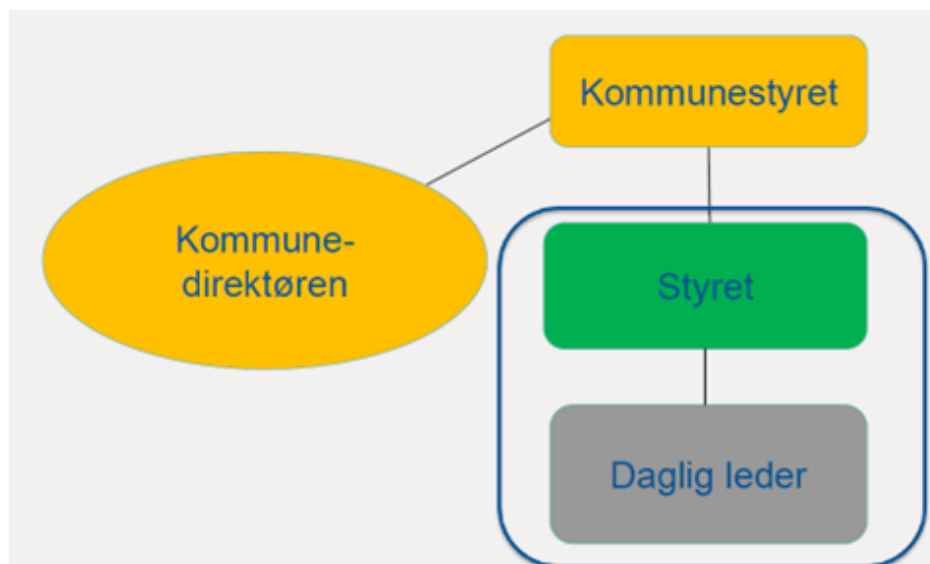 Kommunestyret
Kommune-
direktøren
Styret
Daglig leder